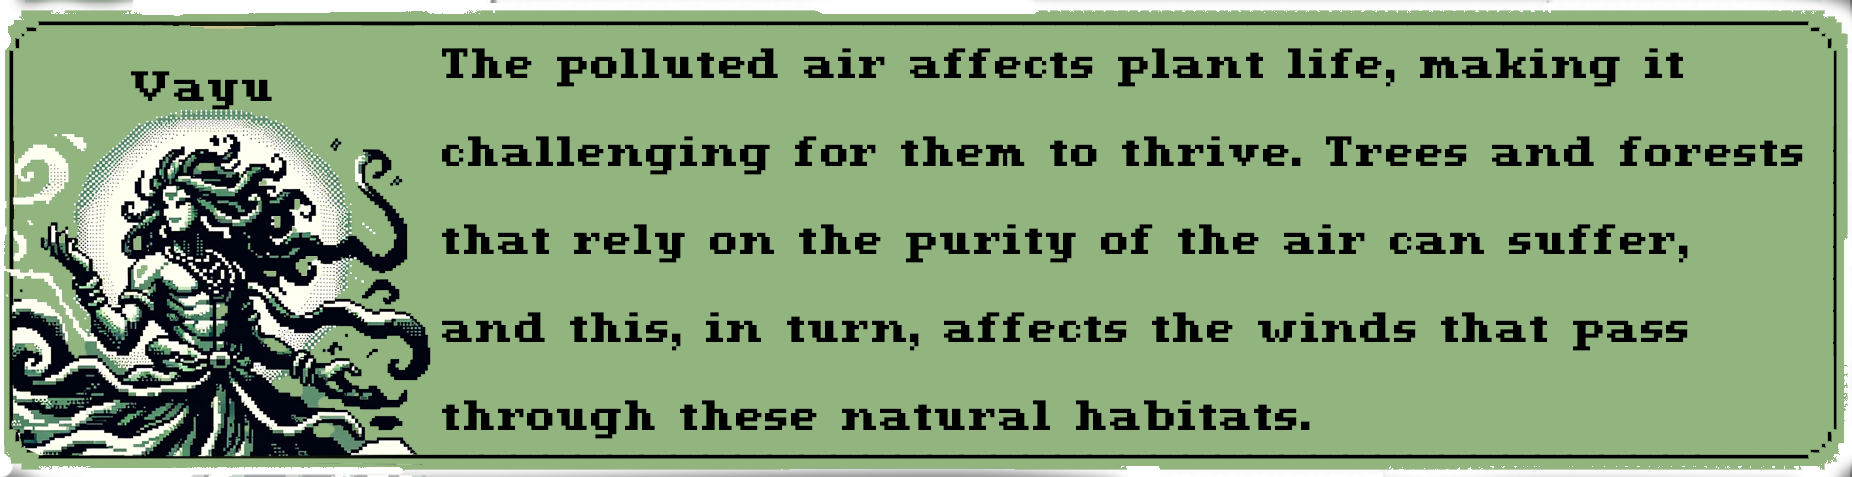 Vayu
The polluted air affects plant life, making it
challenging for them to thrive. Trees and forests
that rely on the purity of the air can suffer,
and this, in turn, affects the winds that pass
through these natural habitats.